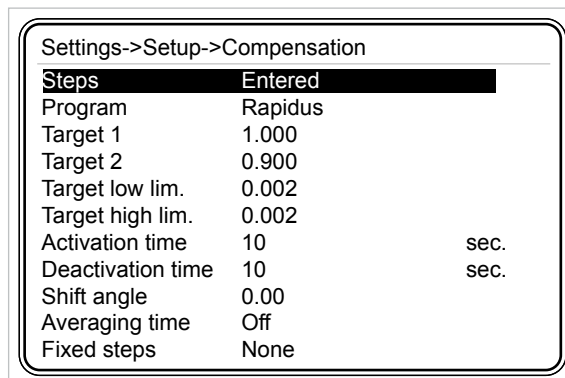 Settings->Setup->Compensation
Steps Entered
Program Rapidus
Target 1 1.000
Target 2 0.900
Target low lim. 0.002
Target high lim. 0.002
Activation time 10 sec.
Deactivation time 10 sec.
Shift angle 0.00
Averaging time Off
Fixed steps None